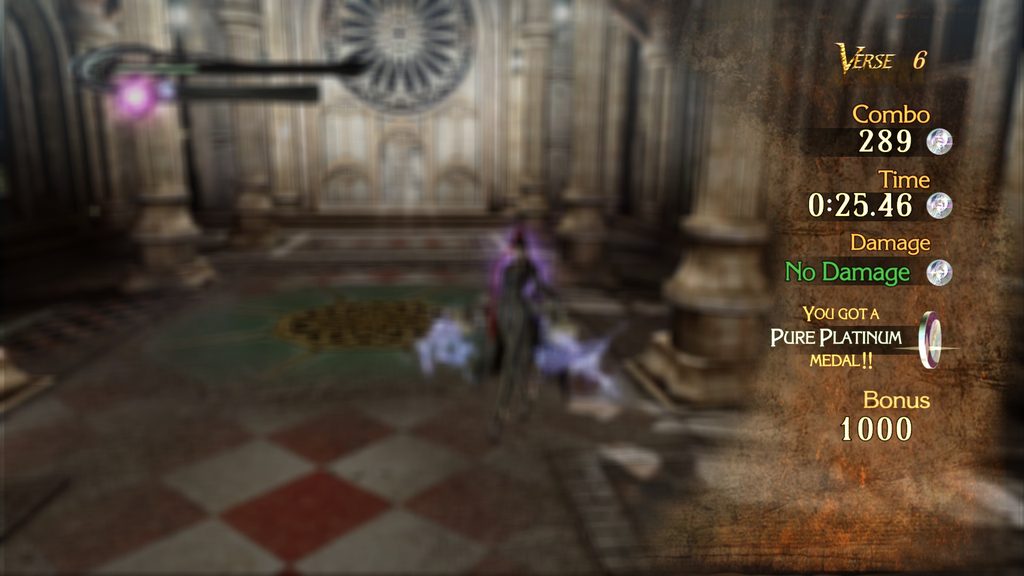 Verse 6
Combo
289
Time
0:25.46
Damage
No Damage
You got a
Pure Platinum
medal!!
Bonus
1000